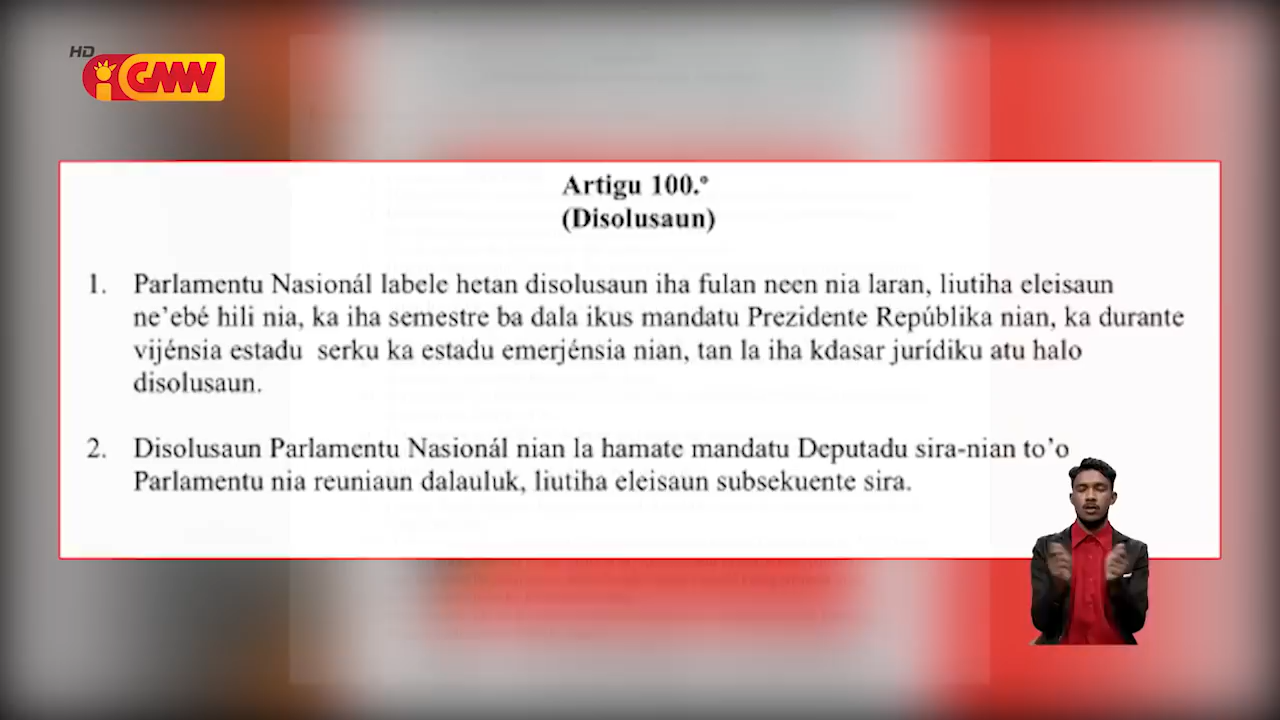 HD
GMN
Artigu 100.º
(Disolusaun)
1. Parlamentu Nasionál labele hetan disolusaun iha fulan neen nia laran, liutiha eleisaun
ne’ebé hili nia, ka iha semestre ba dala ikus mandatu Prezidente Repúblika nian, ka durante
vijénsia estadu serku ka estadu emerjénsia nian, tan la iha kdasar jurídiku atu halo
disolusaun.
2. Disolusaun Parlamentu Nasionál nian la hamate mandatu Deputadu sira-nian to’o
Parlamentu nia reuniaun dalauluk, liutiha eleisaun subsekuente sira.